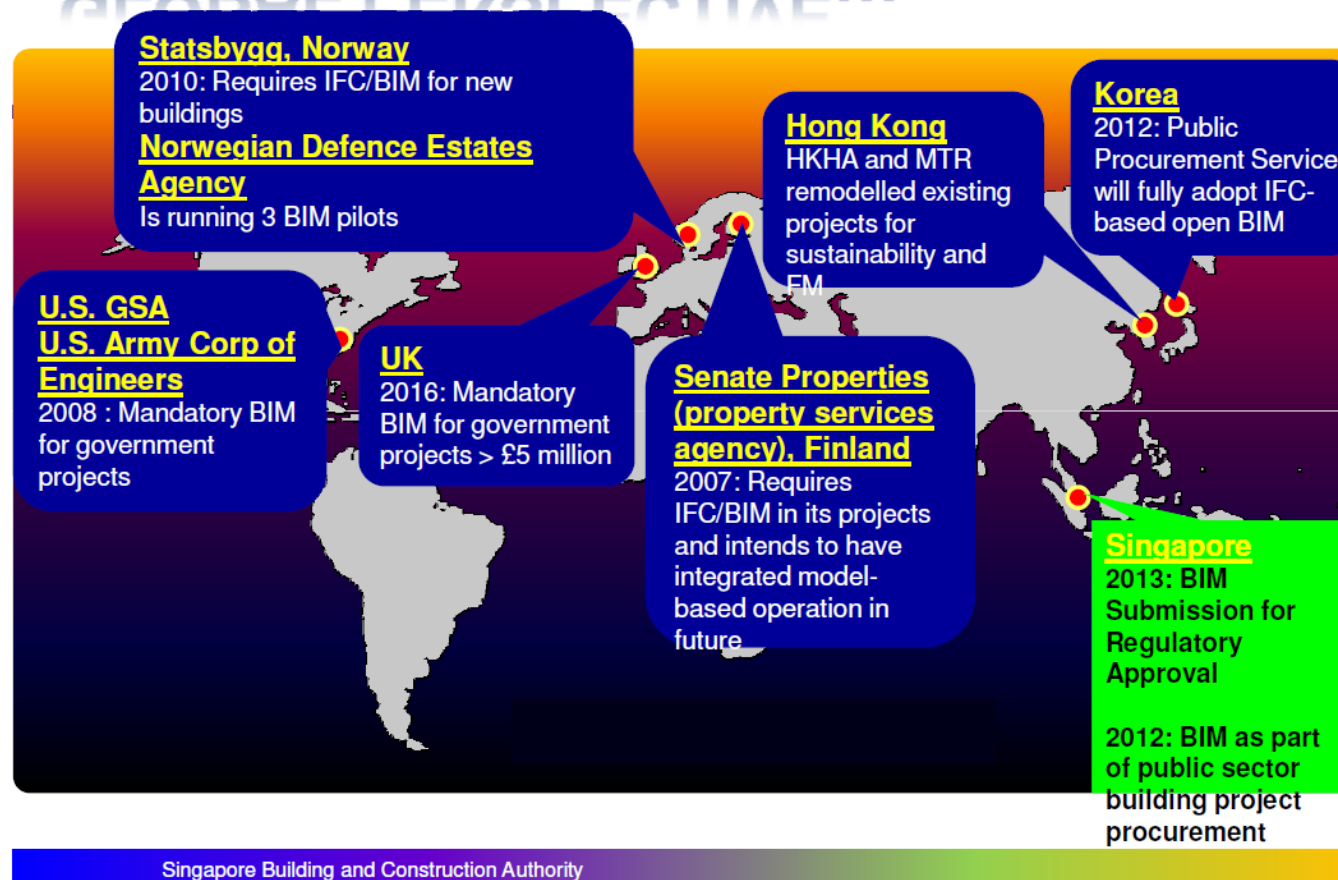 Statsbygg, Norway
2010: Requires IFC/BIM for new
buildings
Norwegian Defence Estates
Agency
Is running 3 BIM pilots
Hong Kong
HKHA and MTR
remodelled existing
projects for
sustainability and
FM
Korea
2012: Public
Procurement Service
will fully adopt IFC-
based open BIM
U.S. GSA
U.S. Army Corp of
Engineers
2008 : Mandatory BIM
for government
projects
UK
2016: Mandatory
BIM for government
projects > £5 million
Senate Properties
(property services
agency), Finland
2007: Requires
IFC/BIM in its projects
and intends to have
integrated model-
based operation in
future
Singapore
2013: BIM
Submission for
Regulatory
Approval
2012: BIM as part
of public sector
building project
procurement
Singapore Building and Construction Authority